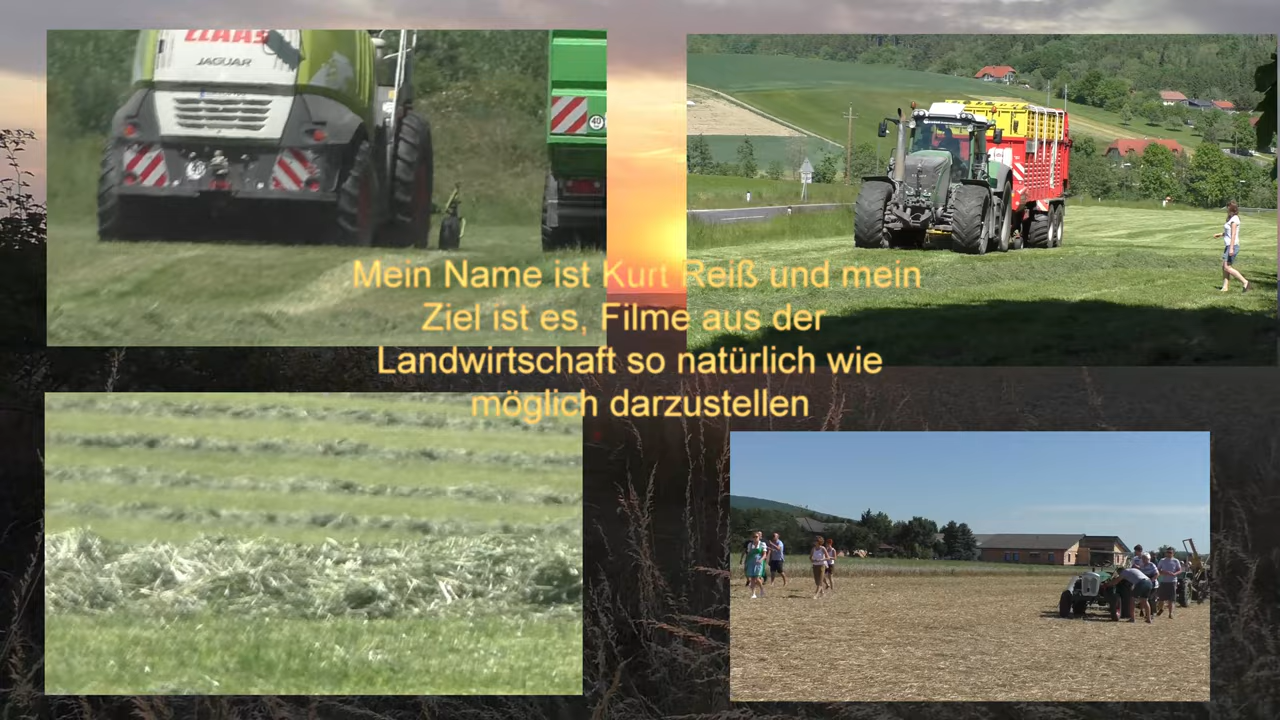 CLAAS
JAGUAR
40
Mein Name ist Kurt Reiß und mein
Ziel ist es, Filme aus der
Landwirtschaft so natürlich wie
möglich darzustellen